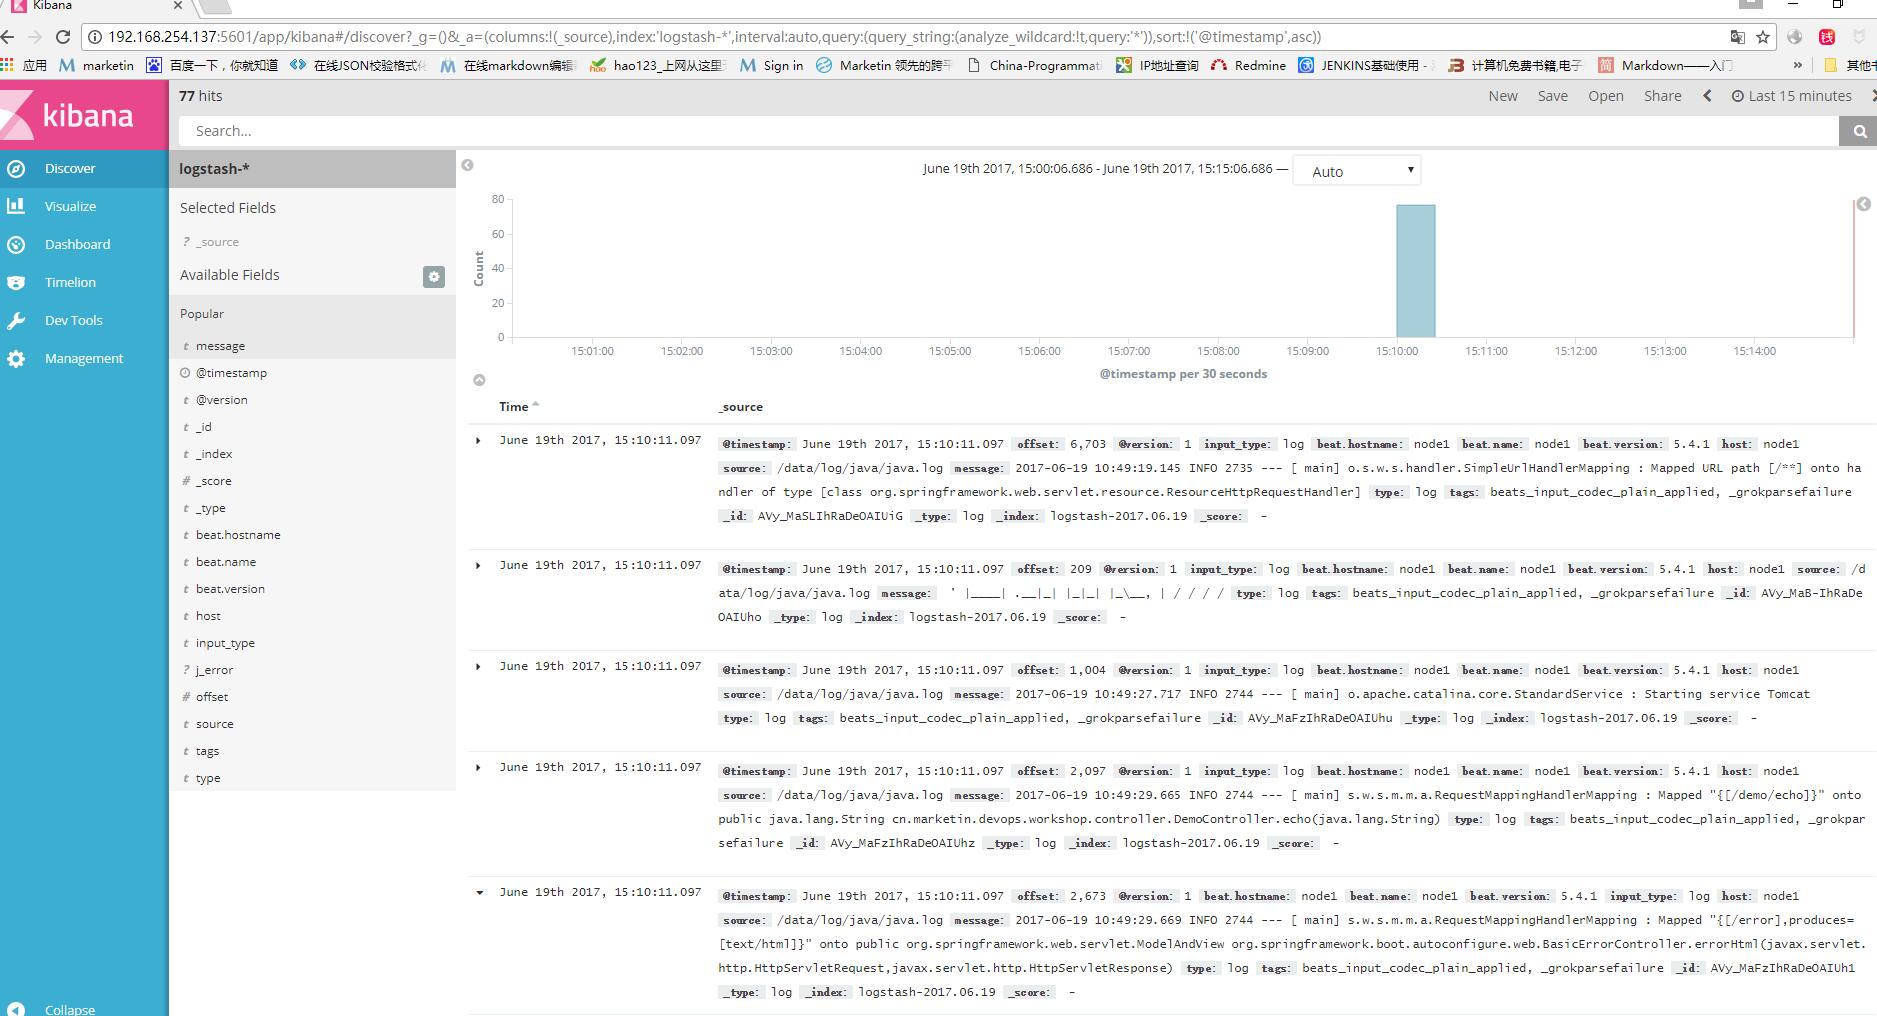 Kibana
192.168.254.137:5601/app/kibana#/discover?_g=()&_a=(columns:!(_source),index:'logstash-*',interval:auto,query:(query_string:(analyze_wildcard:!t,query:'*')),sort:!('@timestamp',asc))
应用 marketin 百度一下，你就知道 在线JSON校验格式化 在线markdown编辑 hao123_上网从这里 Sign in Marketin 领先的跨平 China-Programmati IP地址查询 Redmine JENKINS基础使用 - 计算机免费书籍,电子 Markdown——入门 » 其他书
kibana
77 hits
New Save Open Share Last 15 minutes
Search...
Discover
Visualize
Dashboard
Timelion
Dev Tools
Management
Collapse
logstash-*
Selected Fields
? _source
Available Fields
Popular
t message
@timestamp
t @version
t _id
t _index
# _score
t _type
t beat.hostname
t beat.name
t beat.version
t host
t input_type
? j_error
# offset
t source
t tags
t type
June 19th 2017, 15:00:06.686 - June 19th 2017, 15:15:06.686 — Auto
Count
80
60
40
20
0
15:01:00 15:02:00 15:03:00 15:04:00 15:05:00 15:06:00 15:07:00 15:08:00 15:09:00 15:10:00 15:11:00 15:12:00 15:13:00 15:14:00
@timestamp per 30 seconds
Time _source
June 19th 2017, 15:10:11.097 @timestamp: June 19th 2017, 15:10:11.097 offset: 6,703 @version: 1 input_type: log beat.hostname: node1 beat.name: node1 beat.version: 5.4.1 host: node1
source: /data/log/java/java.log message: 2017-06-19 10:49:19.145 INFO 2735 --- [ main] o.s.w.s.handler.SimpleUrlHandlerMapping : Mapped URL path [/**] onto ha
ndler of type [class org.springframework.web.servlet.resource.ResourceHttpRequestHandler] type: log tags: beats_input_codec_plain_applied, _grokparsefailure
_id: AVy_MaSLIhRaDeOAIUiG _type: log _index: logstash-2017.06.19 _score: -
June 19th 2017, 15:10:11.097 @timestamp: June 19th 2017, 15:10:11.097 offset: 209 @version: 1 input_type: log beat.hostname: node1 beat.name: node1 beat.version: 5.4.1 host: node1 source: /d
ata/log/java/java.log message: ' |____| .__|_| |_|_| |_\__, | / / / / type: log tags: beats_input_codec_plain_applied, _grokparsefailure _id: AVy_MaB-IhRaDe
OAIUho _type: log _index: logstash-2017.06.19 _score: -
June 19th 2017, 15:10:11.097 @timestamp: June 19th 2017, 15:10:11.097 offset: 1,004 @version: 1 input_type: log beat.hostname: node1 beat.name: node1 beat.version: 5.4.1 host: node1
source: /data/log/java/java.log message: 2017-06-19 10:49:27.717 INFO 2744 --- [ main] o.apache.catalina.core.StandardService : Starting service Tomcat
type: log tags: beats_input_codec_plain_applied, _grokparsefailure _id: AVy_MaFzIhRaDeOAIUhu _type: log _index: logstash-2017.06.19 _score: -
June 19th 2017, 15:10:11.097 @timestamp: June 19th 2017, 15:10:11.097 offset: 2,097 @version: 1 input_type: log beat.hostname: node1 beat.name: node1 beat.version: 5.4.1 host: node1
source: /data/log/java/java.log message: 2017-06-19 10:49:29.665 INFO 2744 --- [ main] s.w.s.m.m.a.RequestMappingHandlerMapping : Mapped "{[/demo/echo]}" onto
public java.lang.String cn.marketin.devops.workshop.controller.DemoController.echo(java.lang.String) type: log tags: beats_input_codec_plain_applied, _grokpar
sefailure _id: AVy_MaFzIhRaDeOAIUhz _type: log _index: logstash-2017.06.19 _score: -
June 19th 2017, 15:10:11.097 @timestamp: June 19th 2017, 15:10:11.097 offset: 2,673 @version: 1 beat.hostname: node1 beat.name: node1 beat.version: 5.4.1 input_type: log host: node1
source: /data/log/java/java.log message: 2017-06-19 10:49:29.669 INFO 2744 --- [ main] s.w.s.m.m.a.RequestMappingHandlerMapping : Mapped "{[/error],produces=
[text/html]}" onto public org.springframework.web.servlet.ModelAndView org.springframework.boot.autoconfigure.web.BasicErrorController.errorHtml(javax.servlet.
http.HttpServletRequest,javax.servlet.http.HttpServletResponse) type: log tags: beats_input_codec_plain_applied, _grokparsefailure _id: AVy_MaFzIhRaDeOAIUh1
_type: log _index: logstash-2017.06.19 _score: -